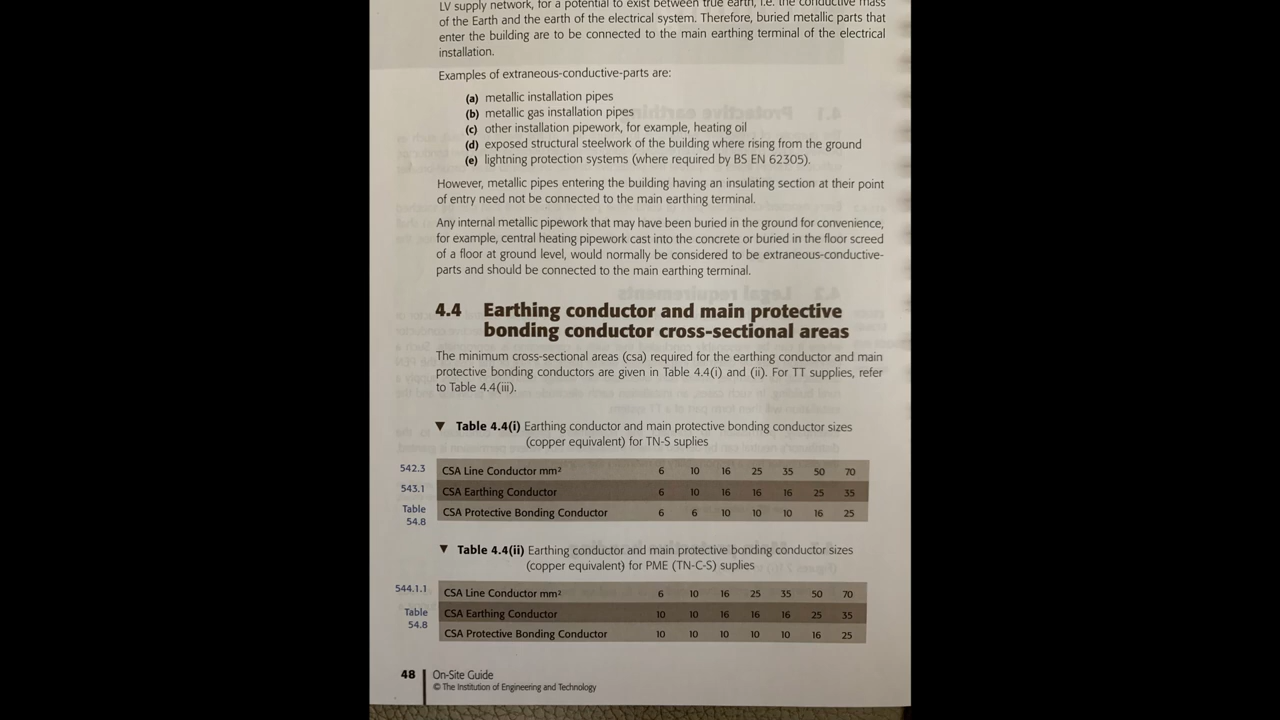 LV supply network, for a potential to exist between true earth, i.e. the conductive mass
of the Earth and the earth of the electrical system. Therefore, buried metallic parts that
enter the building are to be connected to the main earthing terminal of the electrical
installation.
Examples of extraneous-conductive-parts are:
(a) metallic installation pipes
(b) metallic gas installation pipes
(c) other installation pipework, for example, heating oil
(d) exposed structural steelwork of the building where rising from the ground
(e) lightning protection systems (where required by BS EN 62305).
However, metallic pipes entering the building having an insulating section at their point
of entry need not be connected to the main earthing terminal.
Any internal metallic pipework that may have been buried in the ground for convenience,
for example, central heating pipework cast into the concrete or buried in the floor screed
of a floor at ground level, would normally be considered to be extraneous-conductive-
parts and should be connected to the main earthing terminal.
4.4 Earthing conductor and main protective
bonding conductor cross-sectional areas
The minimum cross-sectional areas (csa) required for the earthing conductor and main
protective bonding conductors are given in Table 4.4(i) and (ii). For TT supplies, refer
to Table 4.4(iii).
▼ Table 4.4(i) Earthing conductor and main protective bonding conductor sizes
(copper equivalent) for TN-S suplies
542.3 CSA Line Conductor mm² 6 10 16 25 35 50 70
543.1 CSA Earthing Conductor 6 10 16 16 16 25 35
Table 54.8 CSA Protective Bonding Conductor 6 6 10 10 10 16 25
▼ Table 4.4(ii) Earthing conductor and main protective bonding conductor sizes
(copper equivalent) for PME (TN-C-S) suplies
544.1.1 CSA Line Conductor mm² 6 10 16 25 35 50 70
Table 54.8 CSA Earthing Conductor 10 10 16 16 16 25 35
CSA Protective Bonding Conductor 10 10 10 10 10 16 25
48 On-Site Guide
© The Institution of Engineering and Technology